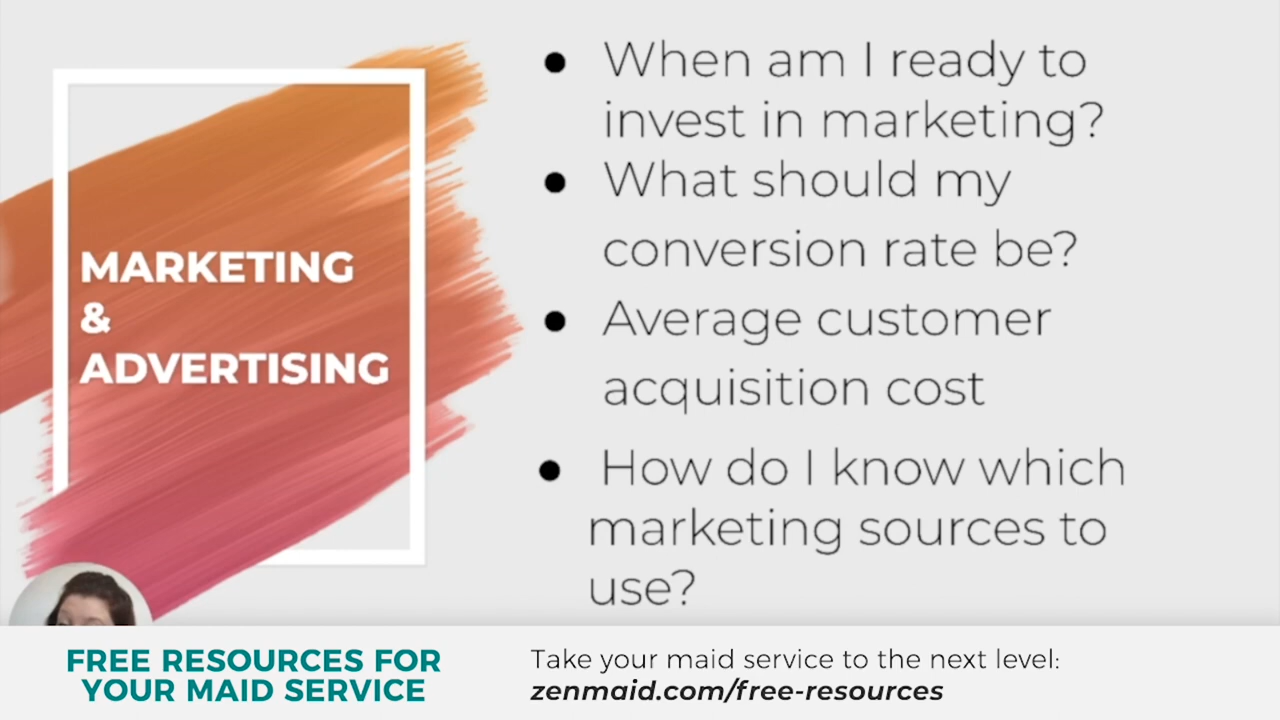 MARKETING
&
ADVERTISING
● When am I ready to
invest in marketing?
● What should my
conversion rate be?
● Average customer
acquisition cost
● How do I know which
marketing sources to
use?
FREE RESOURCES FOR
YOUR MAID SERVICE
Take your maid service to the next level:
zenmaid.com/free-resources